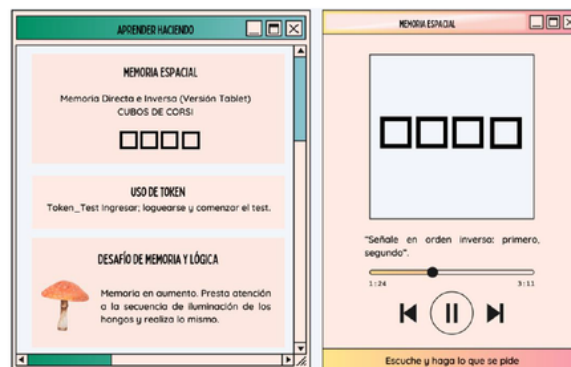 APRENDER HACIENDO
MEMORIA ESPACIAL
Memoria Directa e Inversa (Versión Tablet)
CUBOS DE CORSI
USO DE TOKEN
Token_Test Ingresar; loguearse y comenzar el test.
DESAFÍO DE MEMORIA Y LÓGICA
Memoria en aumento. Presta atención
a la secuencia de iluminación de los
hongos y realiza lo mismo.
MEMORIA ESPACIAL
"Señale en orden inverso: primero,
segundo".
1:24 3:11
Escuche y haga lo que se pide